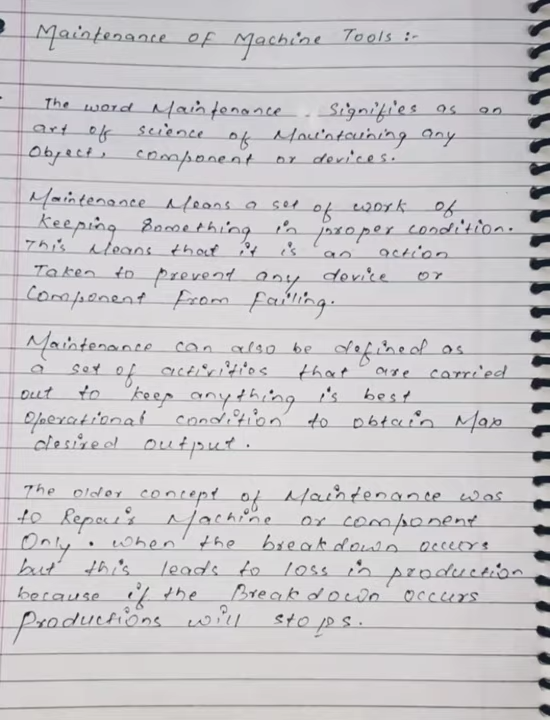 Maintenance of Machine Tools :-
The word Maintenance . Signifies as an
art of science of Maintaining any
Object, component or devices.
Maintenance Means a set of work of
Keeping Something in proper condition.
This Means that it is an action
Taken to prevent any device or
Component From Failling.
Maintenance can also be defined as
a set of activities that are carried
out to keep anything is best
Operational condition to obtain Max
desired output.
The older concept of Maintenance was
to Repair Machine or component
Only. when the breakdown occurs
but this leads to loss in production
because if the Breakdown occurs
Productions will stops.